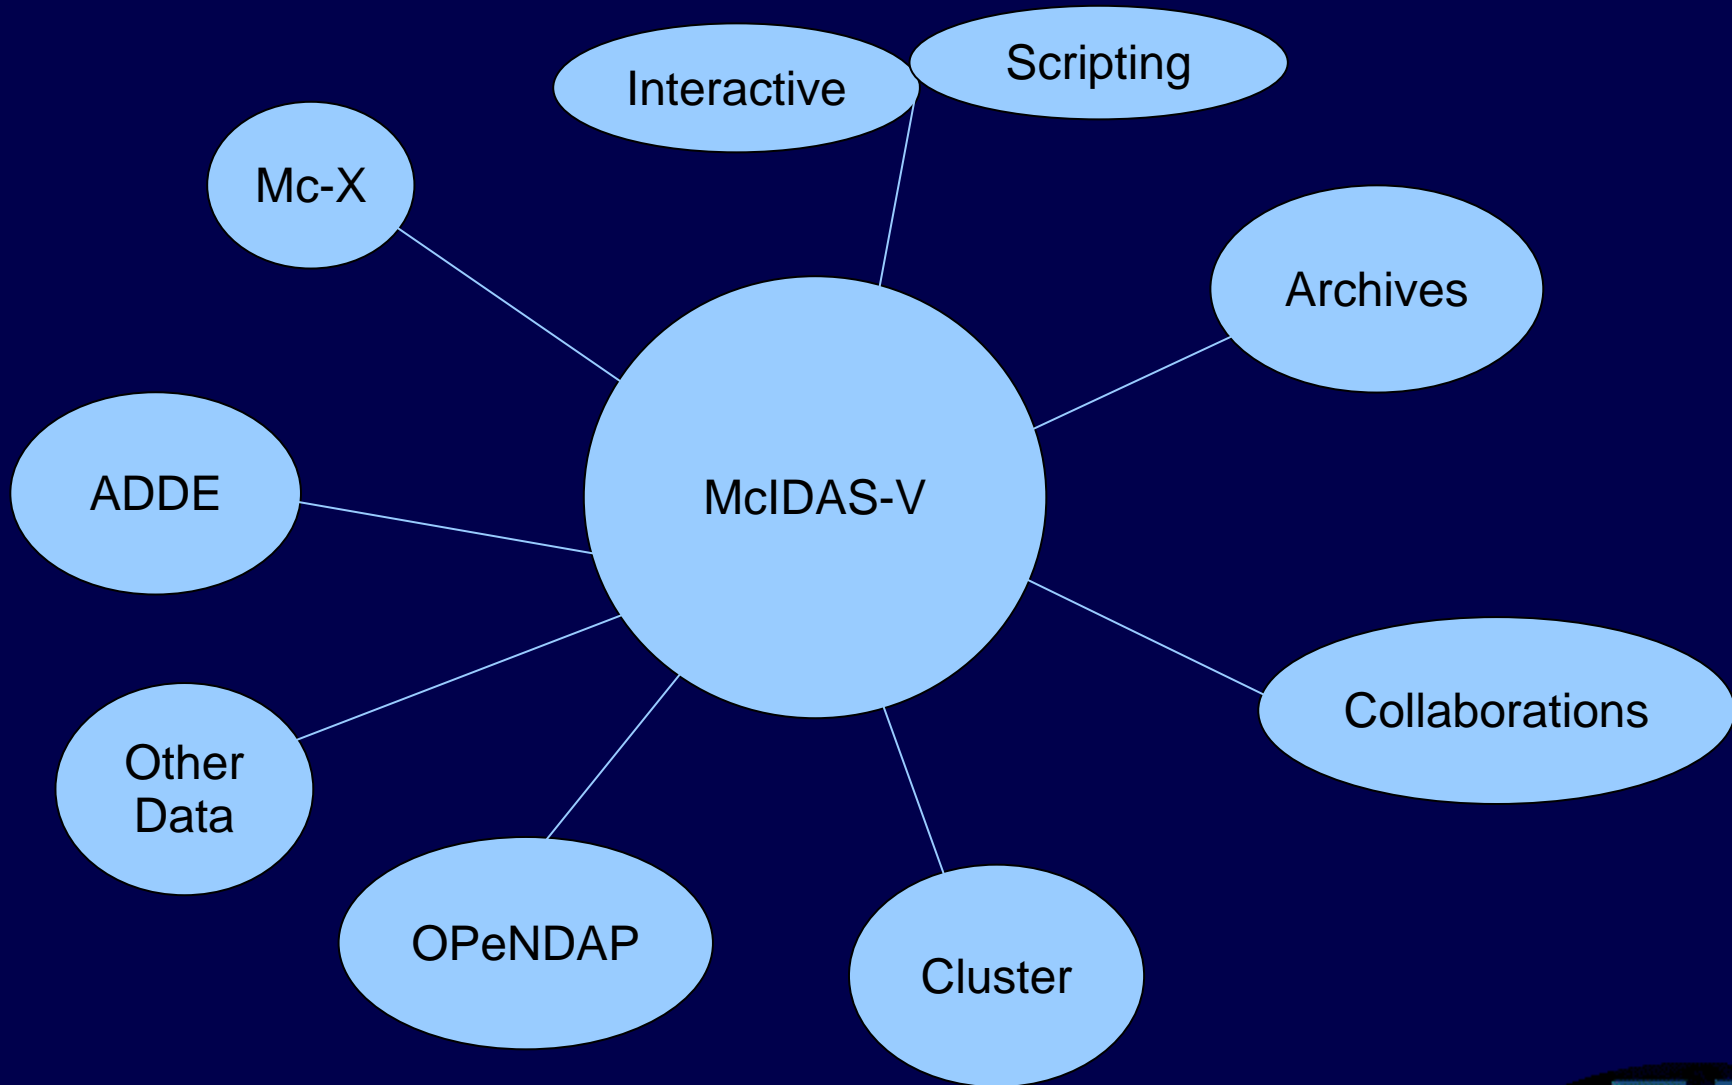 Interactive
Scripting
Mc-X
Archives
ADDE
McIDAS-V
Collaborations
Other
Data
OPeNDAP
Cluster